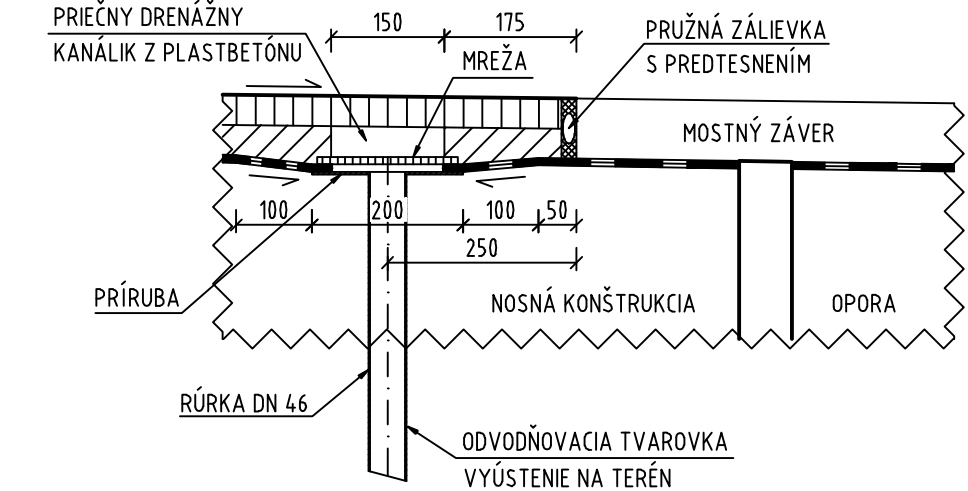 PRIEČNY DRENÁŽNY
KANÁLIK Z PLASTBETÓNU
150
175
MREŽA
PRUŽNÁ ZÁLIEVKA
S PREDTESNENÍM
MOSTNÝ ZÁVER
100
200
100
50
250
PRÍRUBA
NOSNÁ KONŠTRUKCIA
OPORA
RÚRKA DN 46
ODVODŇOVACIA TVAROVKA
VYÚSTENIE NA TERÉN